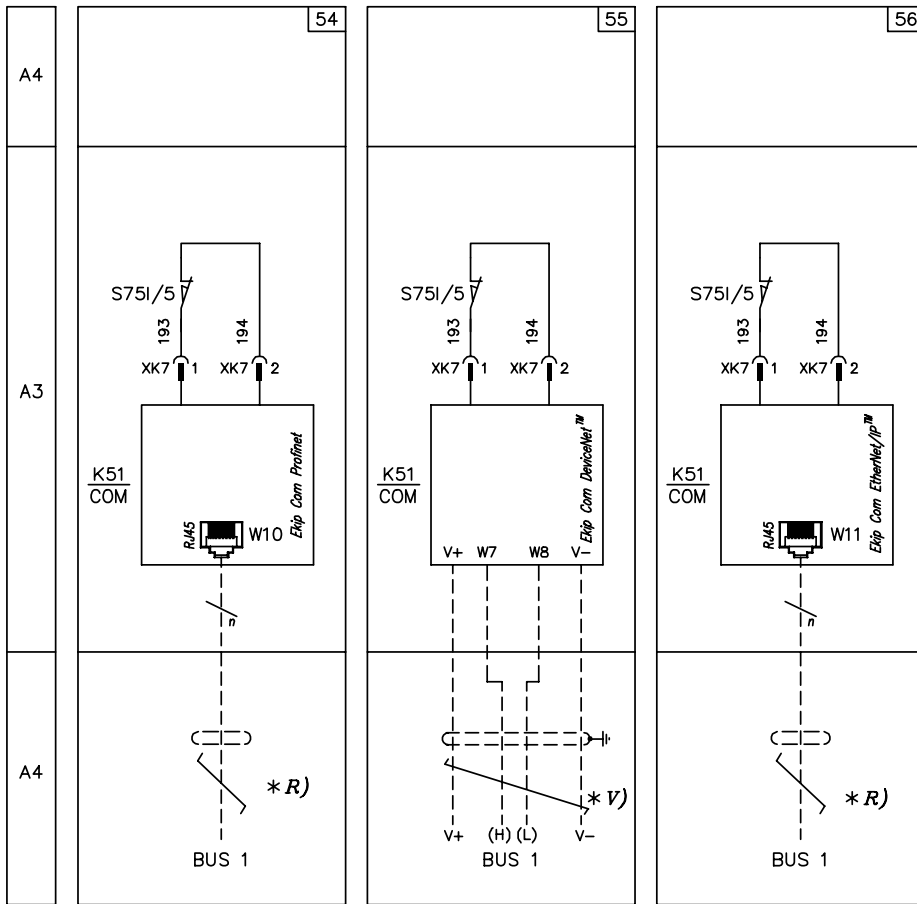 54
55
56
A4
A3
A4
S75I/5
193
194
XK7
1
XK7
2
K51
COM
Ekip Com Profinet
RJ45
W10
n
*R)
BUS 1
S75I/5
193
194
XK7
1
XK7
2
K51
COM
Ekip Com DeviceNet™
V+ W7 W8 V-
*V)
V+ (H) (L) V-
BUS 1
S75I/5
193
194
XK7
1
XK7
2
K51
COM
Ekip Com EtherNet/IP™
RJ45
W11
n
*R)
BUS 1